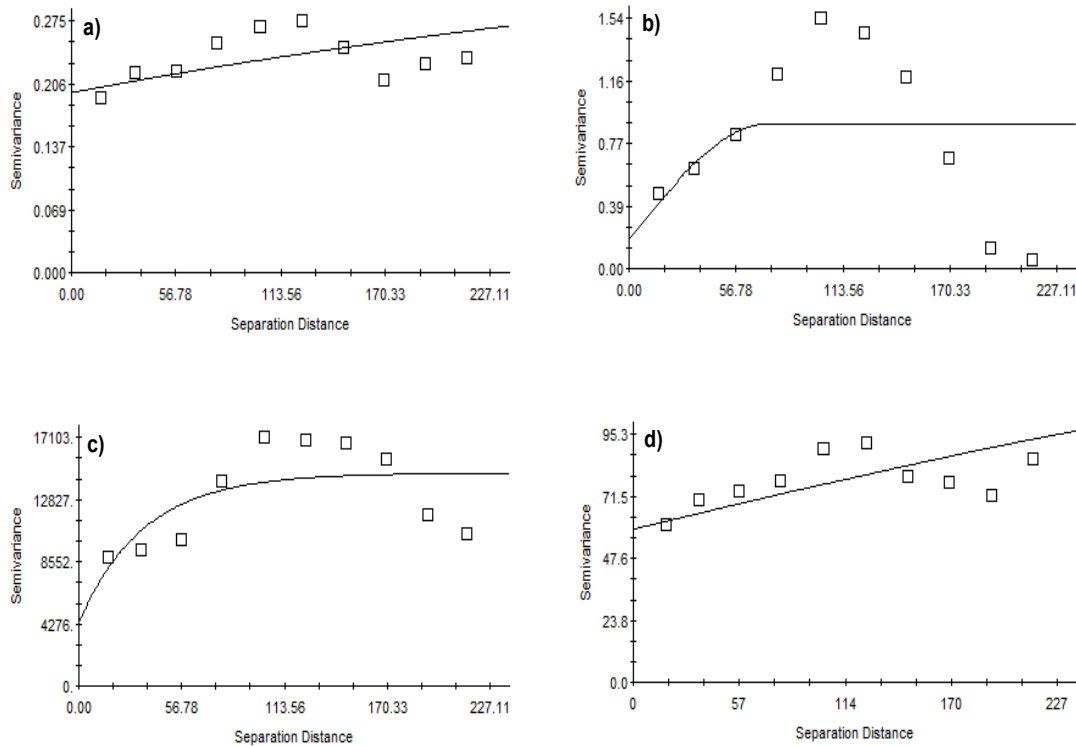 a)
0.275
0.206
0.137
0.069
0.000
Semivariance
0.00 56.78 113.56 170.33 227.11
Separation Distance
b)
1.54
1.16
0.77
0.39
0.00
Semivariance
0.00 56.78 113.56 170.33 227.11
Separation Distance
c)
17103.
12827.
8552.
4276.
0.
Semivariance
0.00 56.78 113.56 170.33 227.11
Separation Distance
d)
95.3
71.5
47.6
23.8
0.0
Semivariance
0 57 114 170 227
Separation Distance